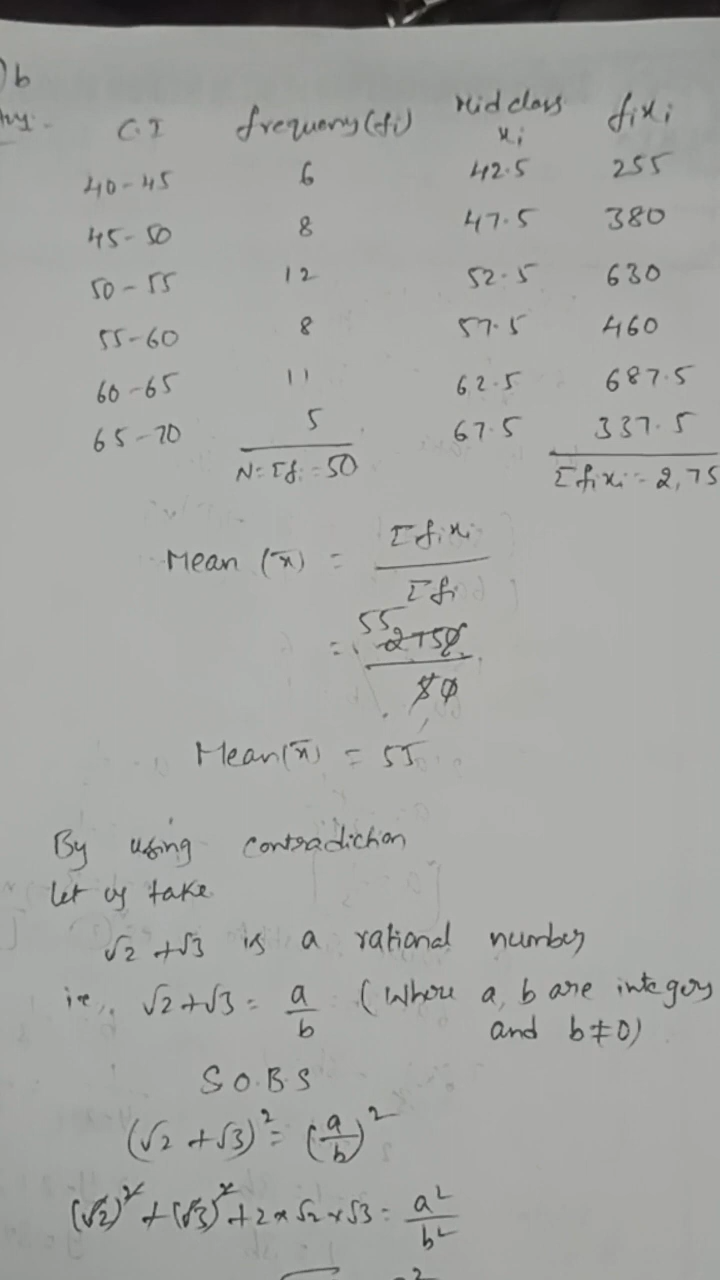 )b
C.I frequency(fi) Mid class xi fixi
40-45 6 42.5 255
45-50 8 47.5 380
50-55 12 52.5 630
55-60 8 57.5 460
60-65 11 62.5 687.5
65-70 5 67.5 337.5
N=Σfi=50 Σfixi=2,75
Mean (x̄) = Σfixi / Σfi
= 55 2750 / 50
Mean(x̄) = 55
By using contradiction
let us take
√2+√3 is a rational number
i.e., √2+√3 = a/b (Where a, b are integers
and b≠0)
S.O.B.S
(√2+√3)² = (a/b)²
(√2)²+(√3)²+2×√2×√3 = a²/b²